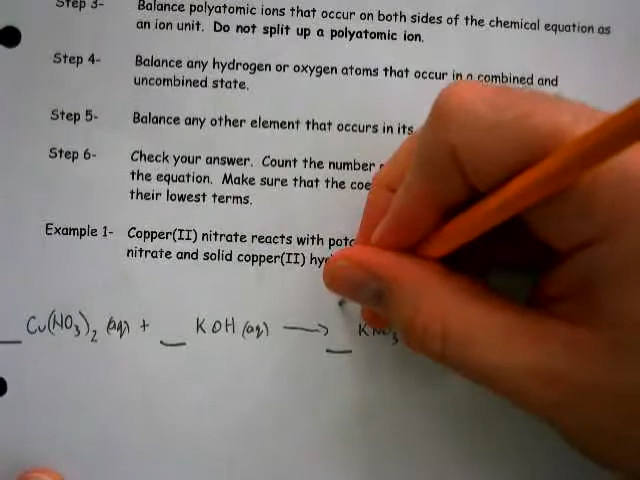 Step 3- Balance polyatomic ions that occur on both sides of the chemical equation as
an ion unit. Do not split up a polyatomic ion.
Step 4- Balance any hydrogen or oxygen atoms that occur in a combined and
uncombined state.
Step 5- Balance any other element that occurs in its
Step 6- Check your answer. Count the number
the equation. Make sure that the coe
their lowest terms.
Example 1- Copper(II) nitrate reacts with pota
nitrate and solid copper(II) hy
_ Cu(NO3)2 (aq) + _ KOH (aq) → _ KNO3